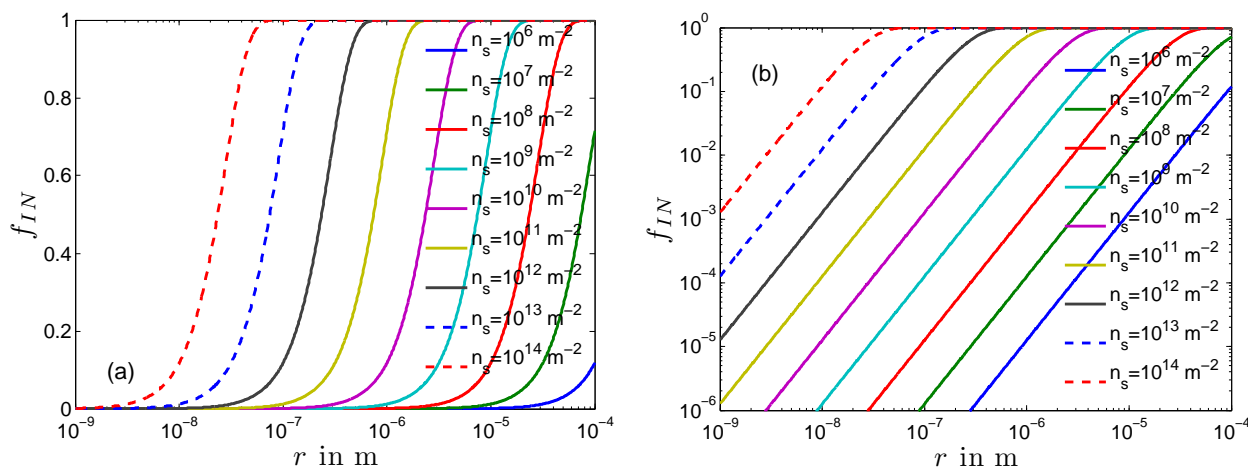 1
0.8
0.6
0.4
0.2
0
f_IN
(a)
n_s=10^6 m^−2
n_s=10^7 m^−2
n_s=10^8 m^−2
n_s=10^9 m^−2
n_s=10^10 m^−2
n_s=10^11 m^−2
n_s=10^12 m^−2
n_s=10^13 m^−2
n_s=10^14 m^−2
10^−9 10^−8 10^−7 10^−6 10^−5 10^−4
r in m
10^0
10^−1
10^−2
10^−3
10^−4
10^−5
10^−6
f_IN
(b)
n_s=10^6 m^−2
n_s=10^7 m^−2
n_s=10^8 m^−2
n_s=10^9 m^−2
n_s=10^10 m^−2
n_s=10^11 m^−2
n_s=10^12 m^−2
n_s=10^13 m^−2
n_s=10^14 m^−2
10^−9 10^−8 10^−7 10^−6 10^−5 10^−4
r in m